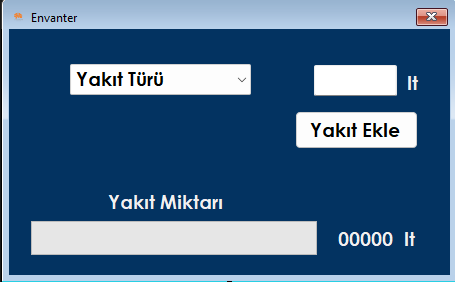 Envanter
Yakıt Türü
lt
Yakıt Ekle
Yakıt Miktarı
00000 lt